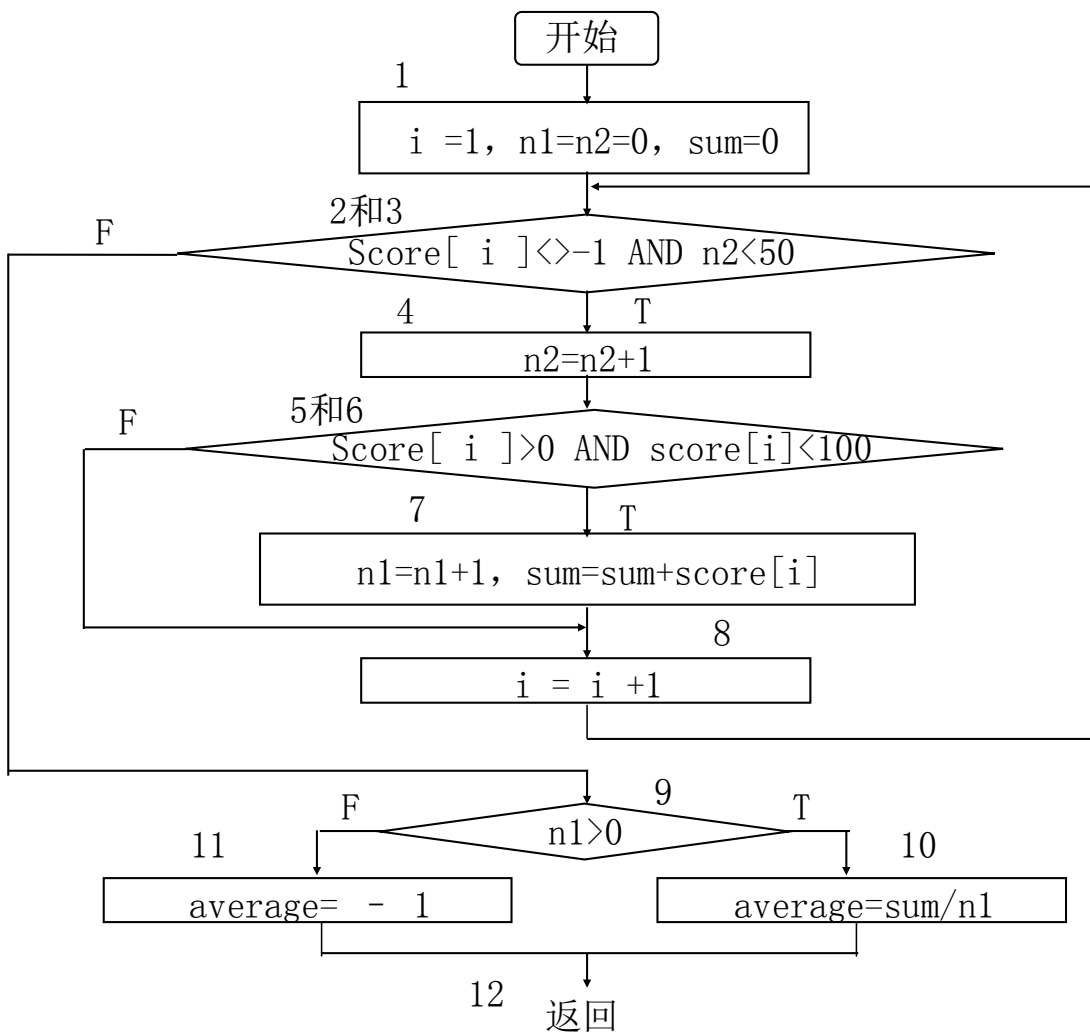 开始
1
i =1, n1=n2=0, sum=0
2和3
F
Score[ i ]<>-1 AND n2<50
4
T
n2=n2+1
5和6
F
Score[ i ]>0 AND score[i]<100
7
T
n1=n1+1, sum=sum+score[i]
8
i = i +1
9
F
T
n1>0
11
10
average= - 1
average=sum/n1
12
返回